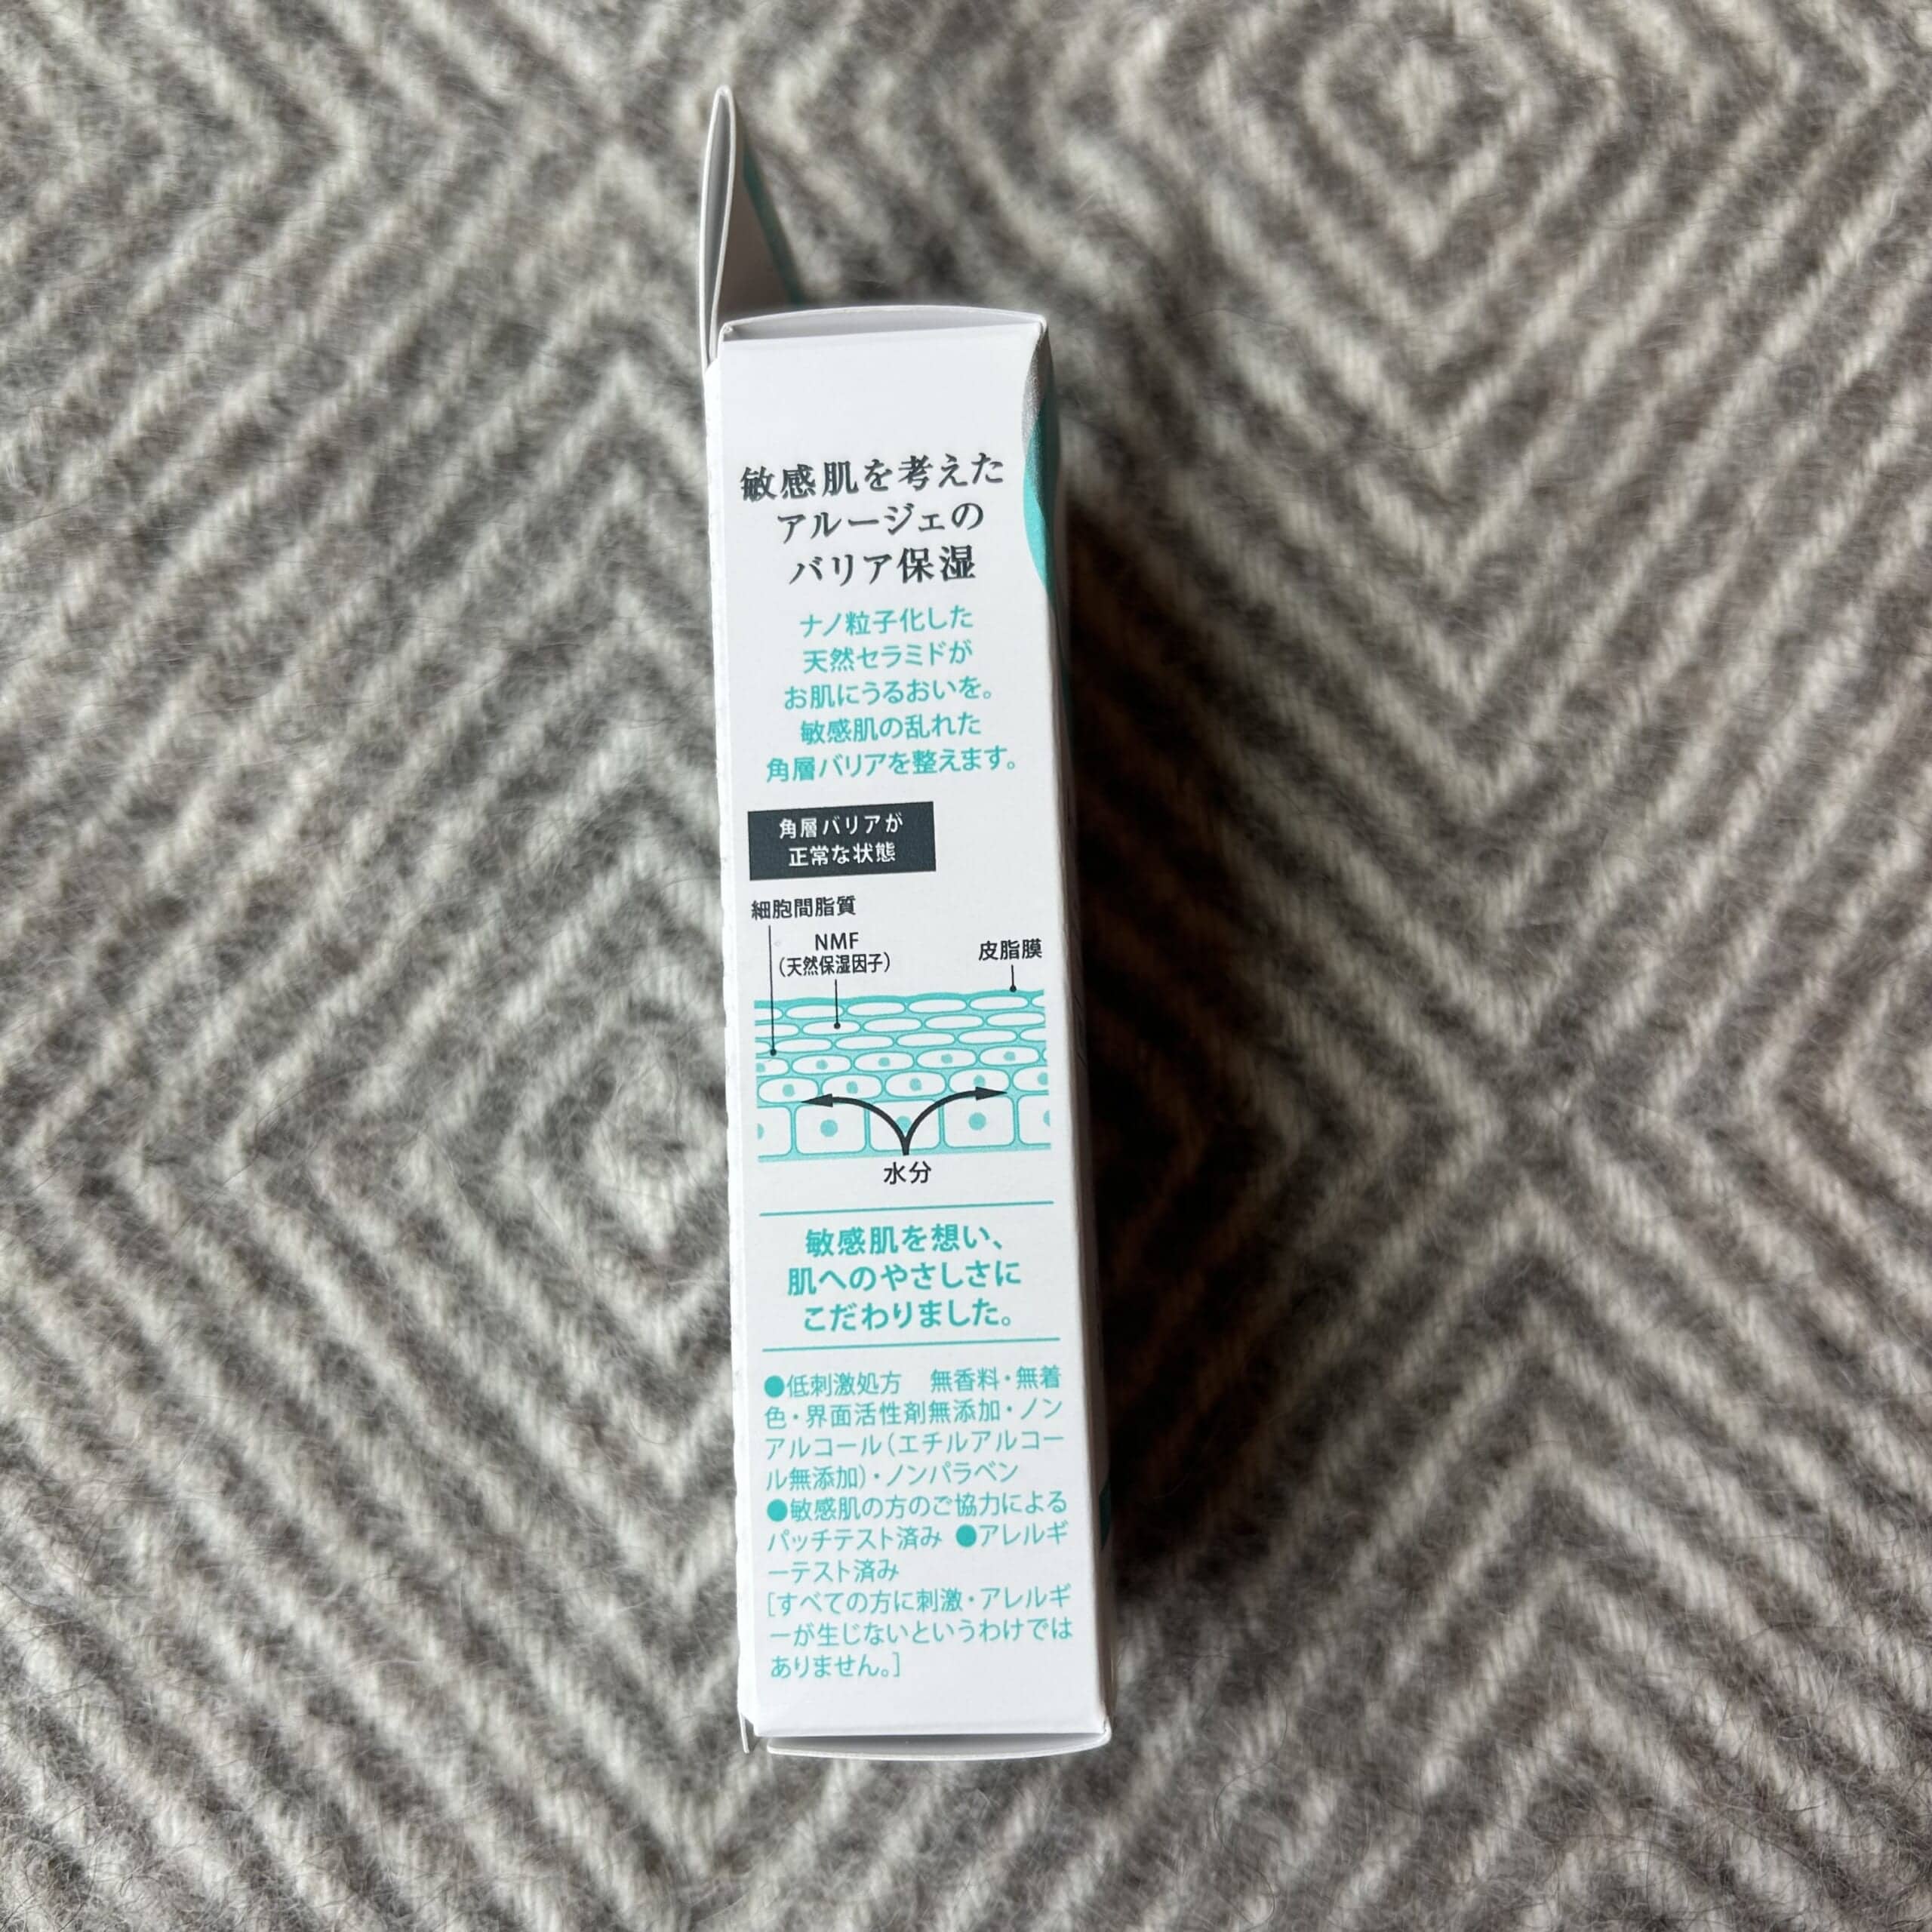 敏感肌を考えた
アルージェの
バリア保湿
ナノ粒子化した
天然セラミドが
お肌にうるおいを。
敏感肌の乱れた
角層バリアを整えます。
角層バリアが
正常な状態
細胞間脂質
NMF
（天然保湿因子）
皮脂膜
水分
敏感肌を想い、
肌へのやさしさに
こだわりました。
●低刺激処方　無香料・無着
色・界面活性剤無添加・ノン
アルコール（エチルアルコー
ル無添加）・ノンパラベン
●敏感肌の方のご協力による
パッチテスト済み ●アレルギ
ーテスト済み
［すべての方に刺激・アレルギ
ーが生じないというわけでは
ありません。］